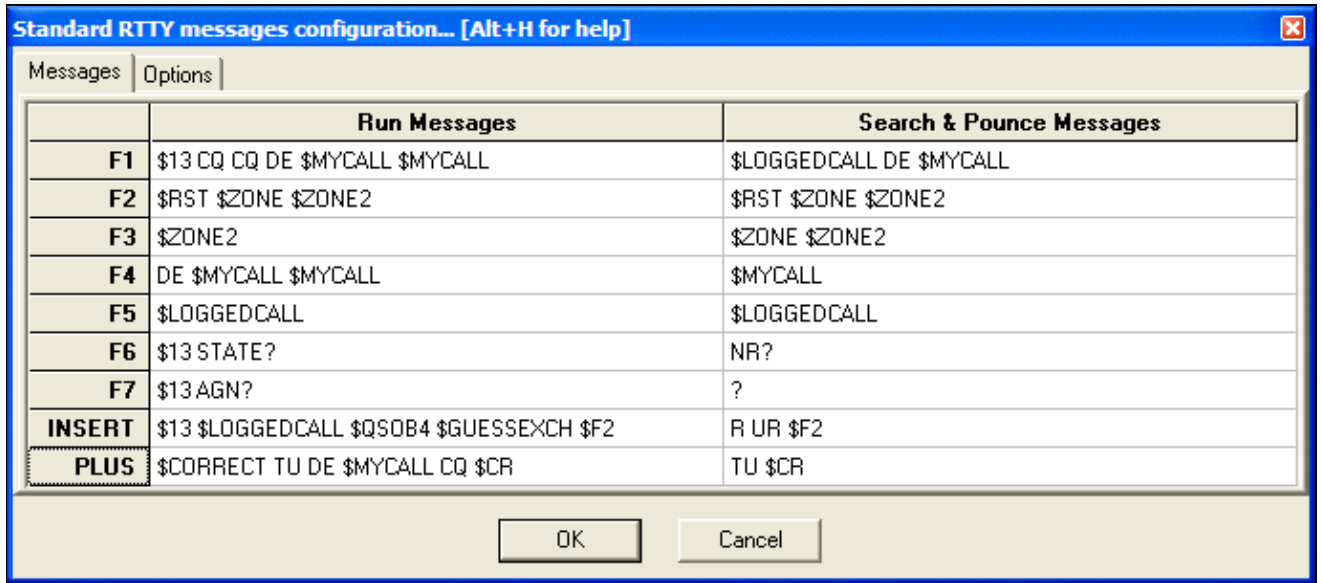 Standard RTTY messages configuration... [Alt+H for help]
Messages Options
Run Messages Search & Pounce Messages
F1 $13 CQ CQ DE $MYCALL $MYCALL $LOGGEDCALL DE $MYCALL
F2 $RST $ZONE $ZONE2 $RST $ZONE $ZONE2
F3 $ZONE2 $ZONE $ZONE2
F4 DE $MYCALL $MYCALL $MYCALL
F5 $LOGGEDCALL $LOGGEDCALL
F6 $13 STATE? NR?
F7 $13 AGN? ?
INSERT $13 $LOGGEDCALL $QSOB4 $GUESSEXCH $F2 R UR $F2
PLUS $CORRECT TU DE $MYCALL CQ $CR TU $CR
OK Cancel